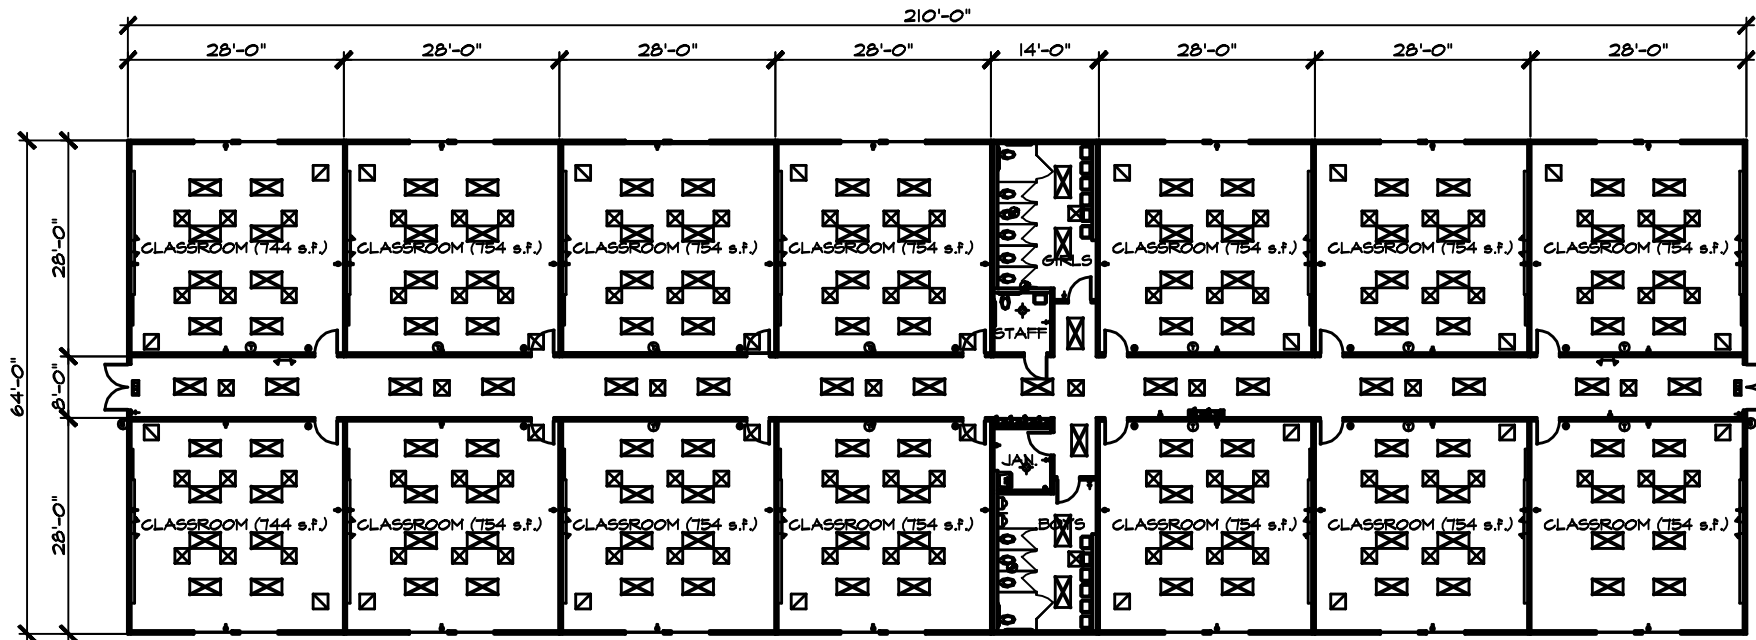 210'-0"
28'-0" 28'-0" 28'-0" 28'-0" 14'-0" 28'-0" 28'-0" 28'-0"
28'-0"
CLASSROOM (744 s.f.) CLASSROOM (754 s.f.) CLASSROOM (754 s.f.) CLASSROOM (754 s.f.) GIRLS CLASSROOM (754 s.f.) CLASSROOM (754 s.f.) CLASSROOM (754 s.f.)
STAFF
64'-0"
8'-0"
JAN.
28'-0"
CLASSROOM (744 s.f.) CLASSROOM (754 s.f.) CLASSROOM (754 s.f.) CLASSROOM (754 s.f.) BOYS CLASSROOM (754 s.f.) CLASSROOM (754 s.f.) CLASSROOM (754 s.f.)